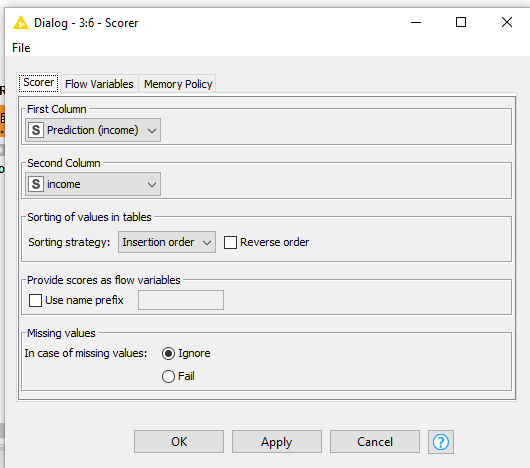 Dialog - 3:6 - Scorer
File
Scorer Flow Variables Memory Policy
First Column
S Prediction (income)
Second Column
S income
Sorting of values in tables
Sorting strategy: Insertion order Reverse order
Provide scores as flow variables
Use name prefix
Missing values
In case of missing values: Ignore
Fail
OK Apply Cancel ?